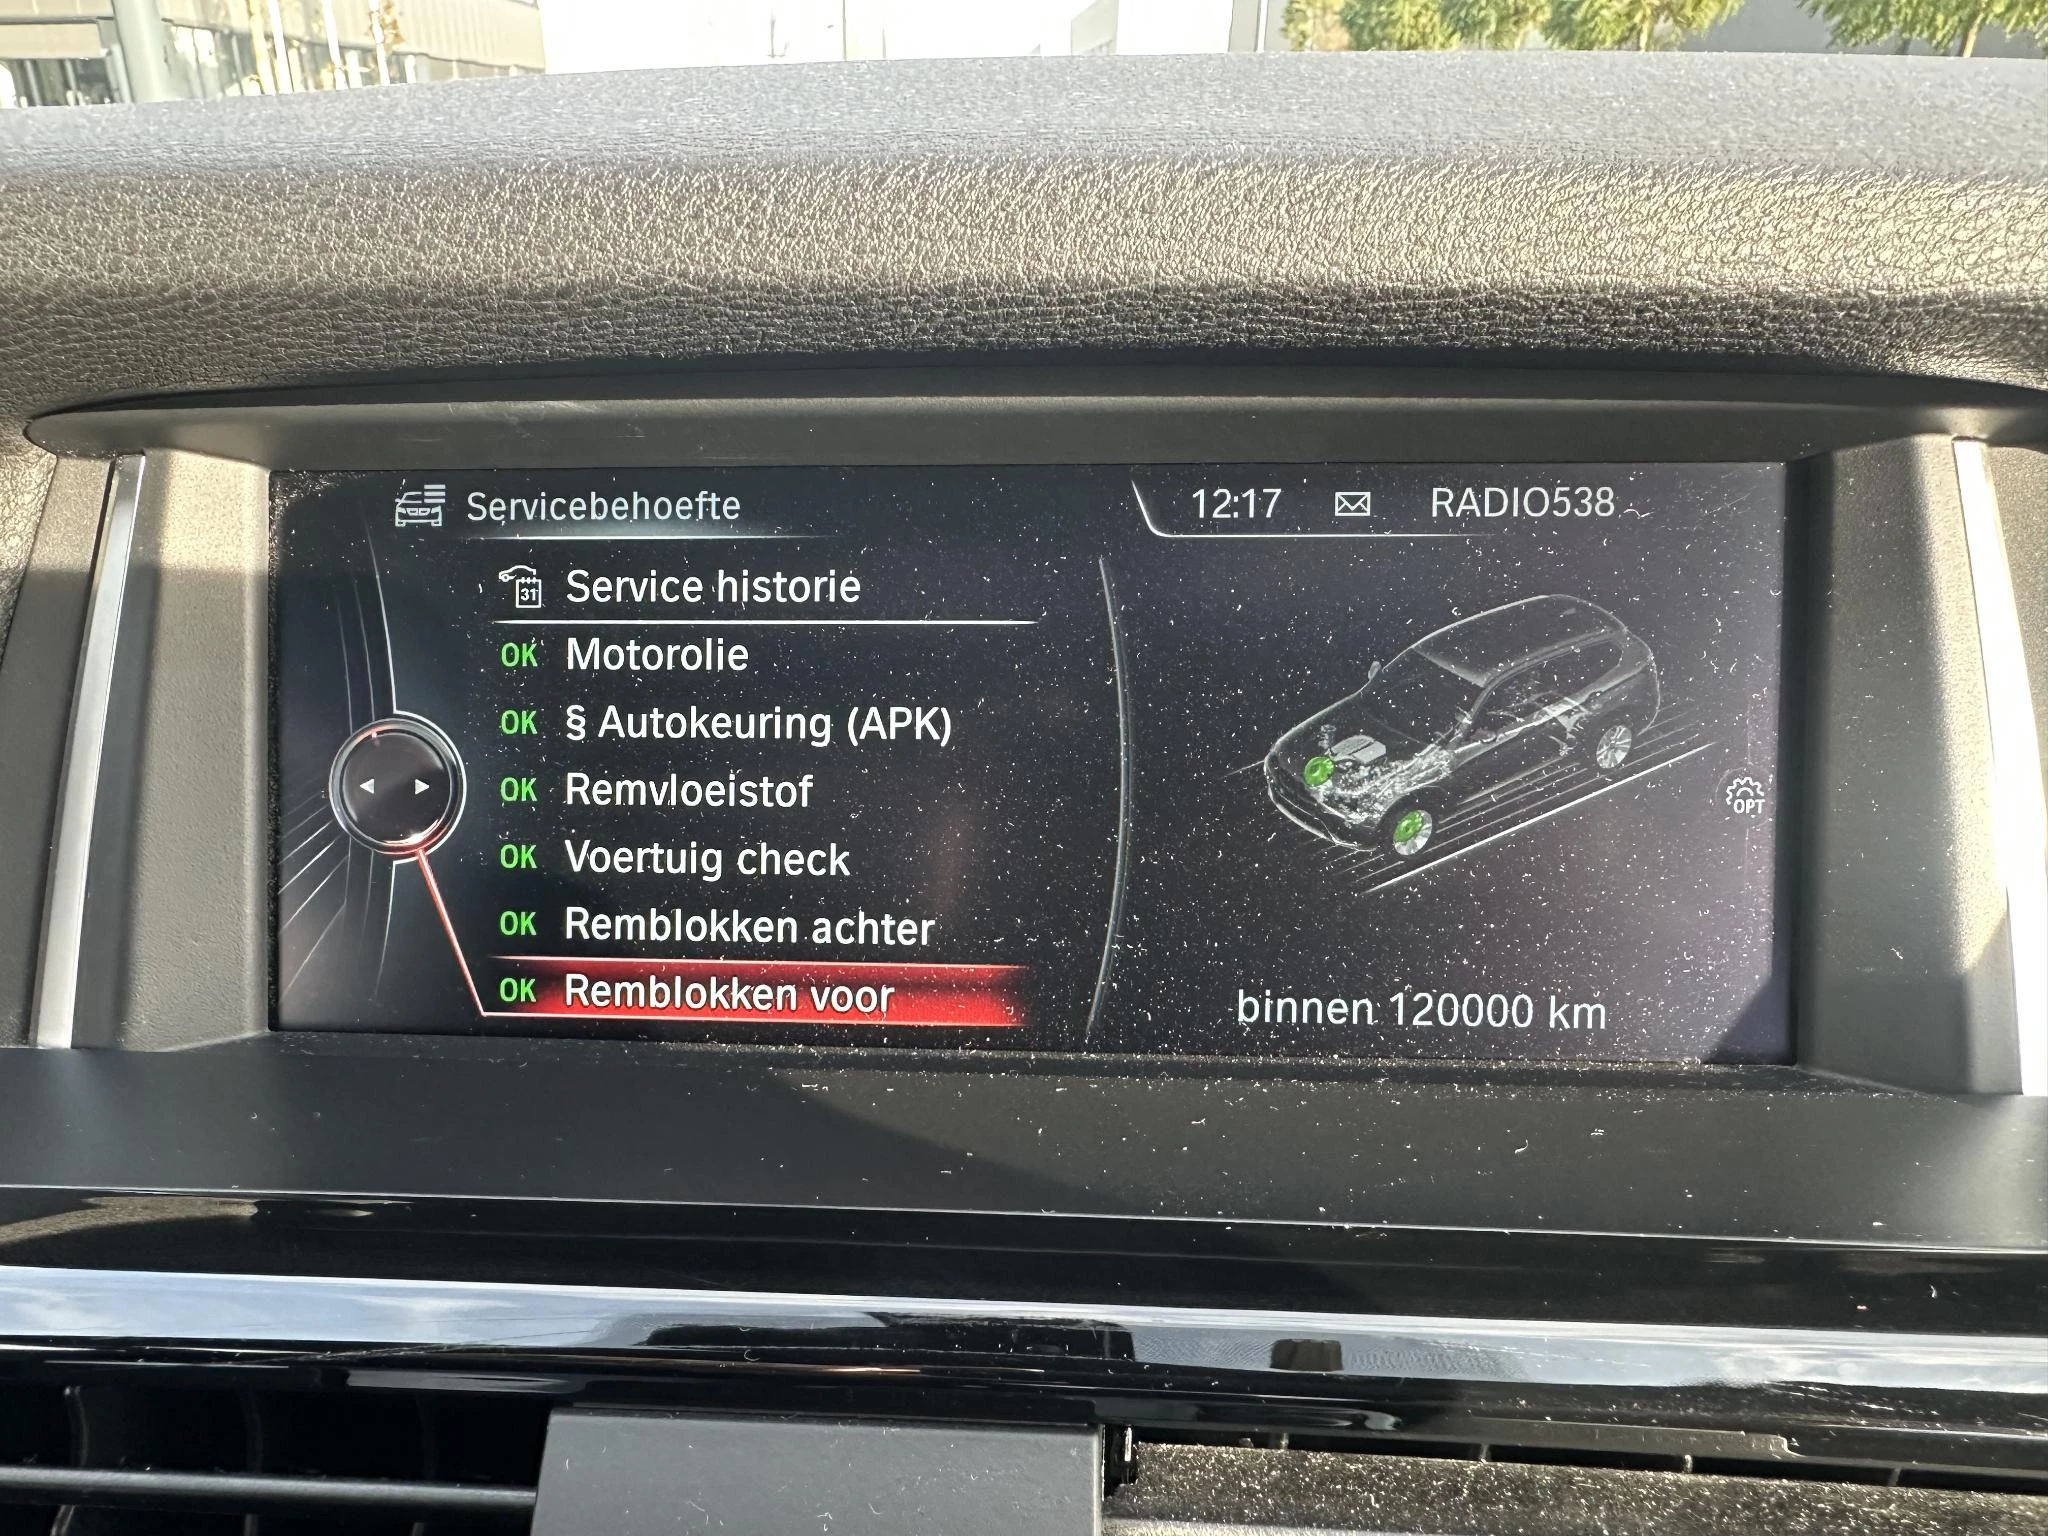 Servicebehoefte
12:17 RADIO538
31 Service historie
OK Motorolie
OK § Autokeuring (APK)
OK Remvloeistof
OK Voertuig check
OK Remblokken achter
OK Remblokken voor
OPT
binnen 120000 km